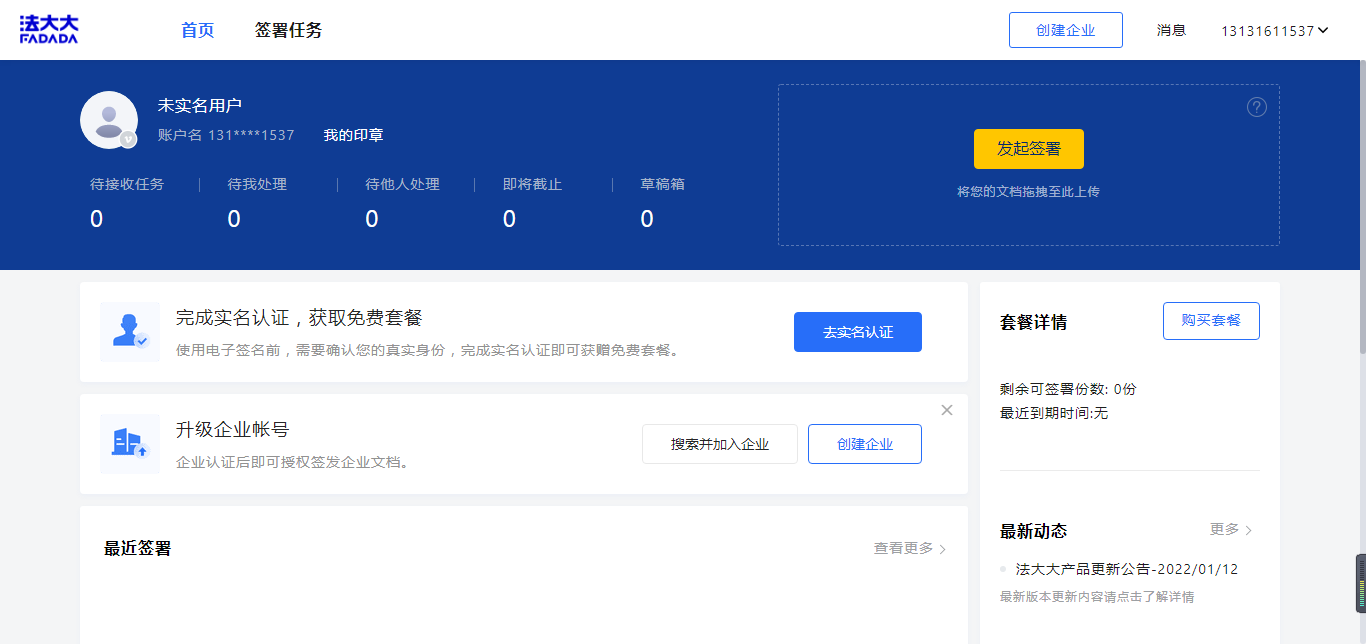 法大大
FADADA
首页 签署任务 创建企业 消息 13131611537
未实名用户
账户名 131****1537 我的印章
待接收任务 待我处理 待他人处理 即将截止 草稿箱
0 0 0 0 0
?
发起签署
将您的文档拖拽至此上传
完成实名认证，获取免费套餐
使用电子签名前，需要确认您的真实身份，完成实名认证即可获赠免费套餐。
去实名认证
升级企业帐号
企业认证后即可授权签发企业文档。
搜索并加入企业 创建企业
最近签署 查看更多
套餐详情 购买套餐
剩余可签署份数: 0份
最近到期时间:无
最新动态 更多
法大大产品更新公告-2022/01/12
最新版本更新内容请点击了解详情